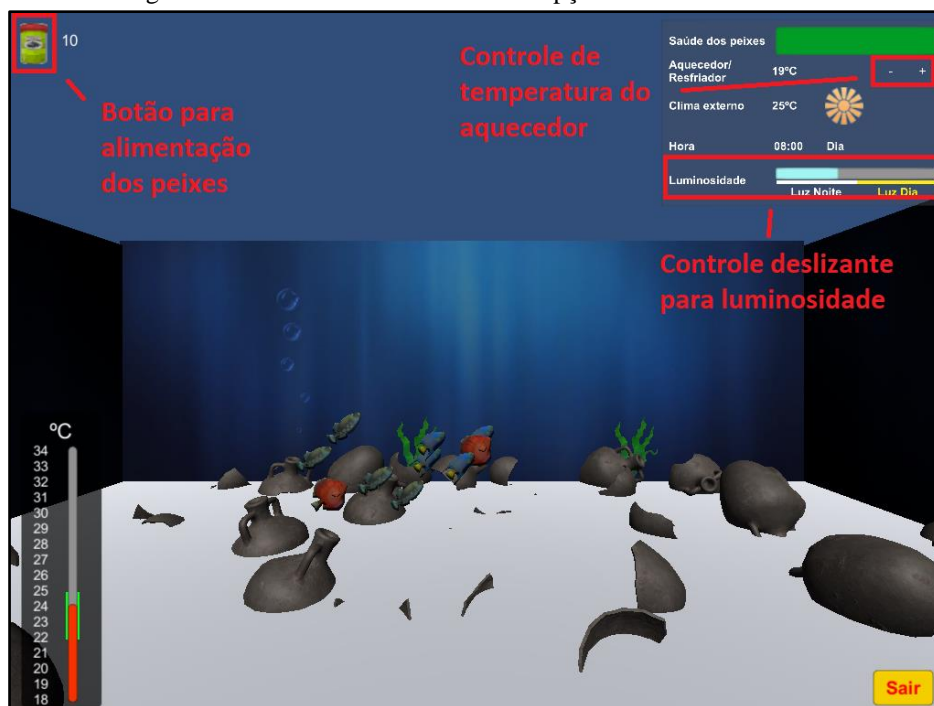 10
Botão para
alimentação
dos peixes
Controle de
temperatura do
aquecedor
Saúde dos peixes
Aquecedor/
Resfriador 19ºC - +
Clima externo 25ºC
Hora 08:00 Dia
Luminosidade
Luz Noite Luz Dia
Controle deslizante
para luminosidade
ºC
34
33
32
31
30
29
28
27
26
25
24
23
22
21
20
19
18
Sair